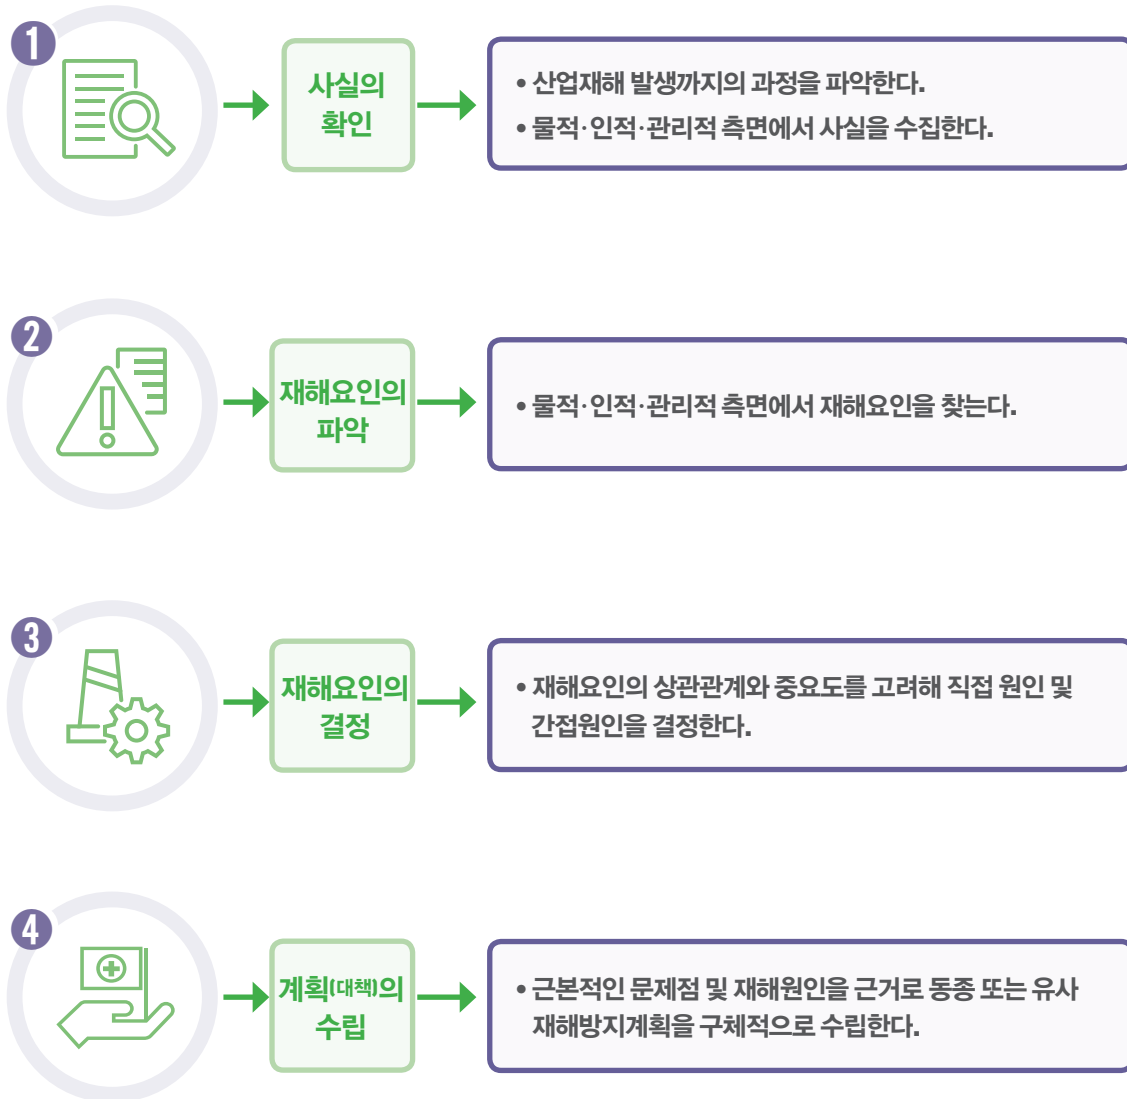 1
사실의
확인
• 산업재해 발생까지의 과정을 파악한다.
• 물적·인적·관리적 측면에서 사실을 수집한다.
2
재해요인의
파악
• 물적·인적·관리적 측면에서 재해요인을 찾는다.
3
재해요인의
결정
• 재해요인의 상관관계와 중요도를 고려해 직접 원인 및
간접원인을 결정한다.
4
계획(대책)의
수립
• 근본적인 문제점 및 재해원인을 근거로 동종 또는 유사
재해방지계획을 구체적으로 수립한다.